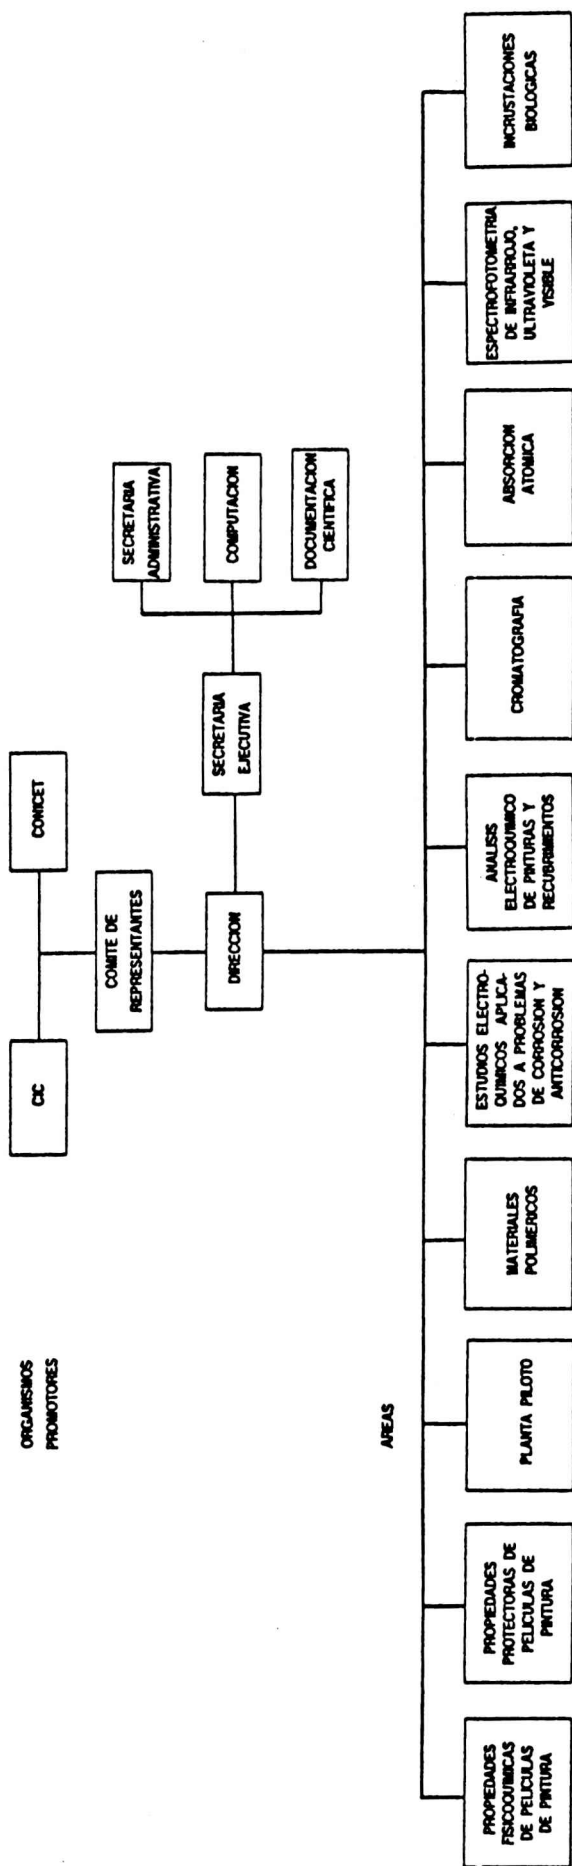 ORGANISMOS
PROMOTORES
CIC
CONICET
COMITE DE
REPRESENTANTES
DIRECCION
SECRETARIA
EJECUTIVA
SECRETARIA
ADMINISTRATIVA
COMPUTACION
DOCUMENTACION
CIENTIFICA
AREAS
PROPIEDADES
FISICOQUIMICAS
DE PELICULAS
DE PINTURA
PROPIEDADES
PROTECTORAS DE
PELICULAS DE
PINTURA
PLANTA PILOTO
MATERIALES
POLIMERICOS
ESTUDIOS ELECTRO-
QUIMICOS APLICA-
DOS A PROBLEMAS
DE CORROSION Y
ANTICORROSION
ANALISIS
ELECTROQUIMICO
DE PINTURAS Y
RECUBRIMIENTOS
CROMATOGRAFIA
ABSORCION
ATOMICA
ESPECTROFOTOMETRIA
DE INFRARROJO,
ULTRAVIOLETA Y
VISIBLE
INCRUSTACIONES
BIOLOGICAS